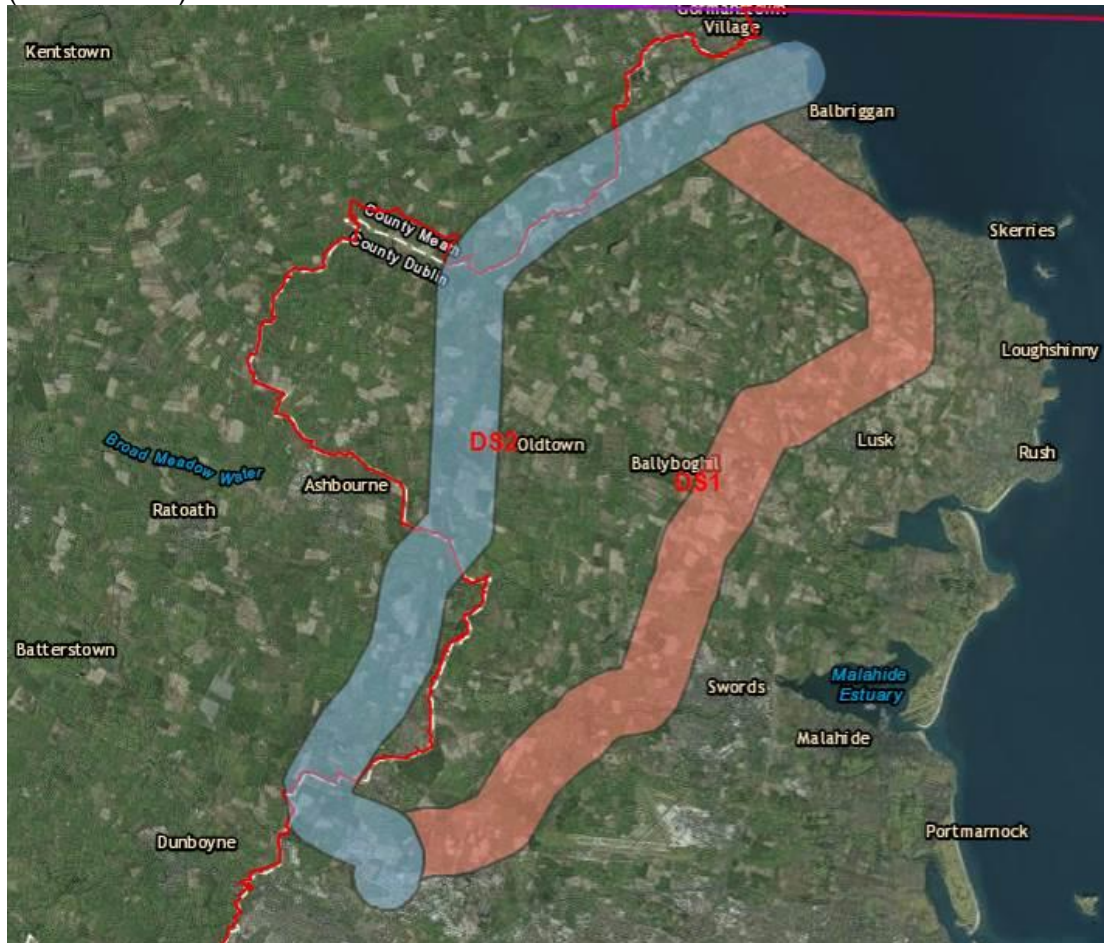 Village
Kentstown
Balbriggan
County Meath
County Dublin
Skerries
Loughshinny
DS2
Oldtown
Lusk
Rush
Ballyboghil
DS1
Broad Meadow Water
Ashbourne
Ratoath
Batterstown
Swords
Malahide
Estuary
Malahide
Portmarnock
Dunboyne